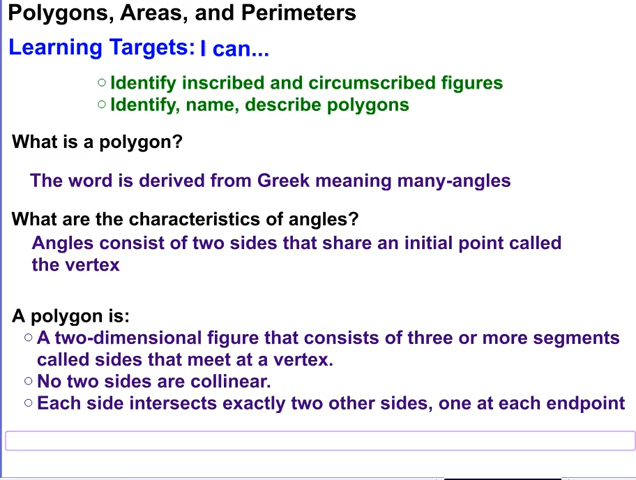 Polygons, Areas, and Perimeters
Learning Targets: I can...
○ Identify inscribed and circumscribed figures
○ Identify, name, describe polygons
What is a polygon?
The word is derived from Greek meaning many-angles
What are the characteristics of angles?
Angles consist of two sides that share an initial point called
the vertex
A polygon is:
○ A two-dimensional figure that consists of three or more segments
called sides that meet at a vertex.
○ No two sides are collinear.
○ Each side intersects exactly two other sides, one at each endpoint